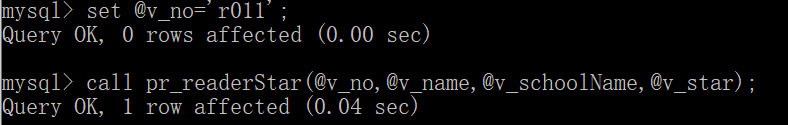 mysql> set @v_no='r011';
Query OK, 0 rows affected (0.00 sec)
mysql> call pr_readerStar(@v_no,@v_name,@v_schoolName,@v_star);
Query OK, 1 row affected (0.04 sec)